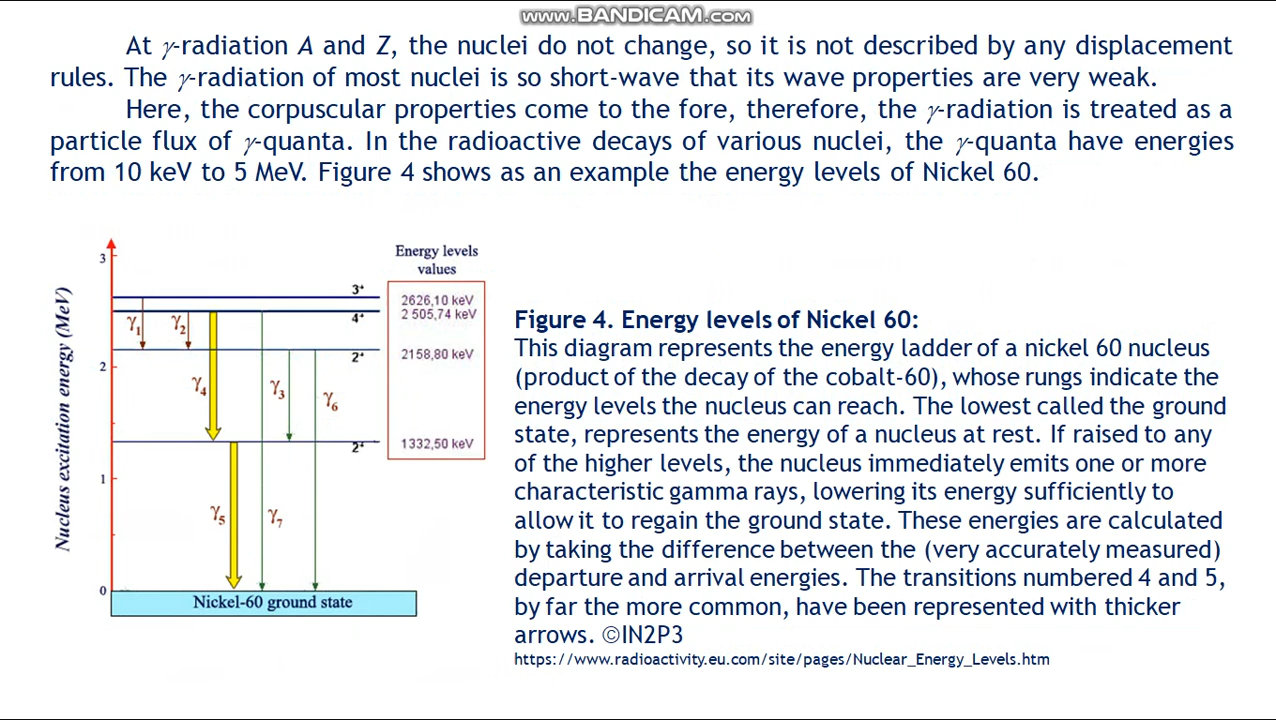 www.BANDICAM.com
At γ-radiation A and Z, the nuclei do not change, so it is not described by any displacement
rules. The γ-radiation of most nuclei is so short-wave that its wave properties are very weak.
Here, the corpuscular properties come to the fore, therefore, the γ-radiation is treated as a
particle flux of γ-quanta. In the radioactive decays of various nuclei, the γ-quanta have energies
from 10 keV to 5 MeV. Figure 4 shows as an example the energy levels of Nickel 60.
Nucleus excitation energy (MeV)
3
2
1
0
Energy levels
values
3+
2626,10 keV
4+
2 505,74 keV
2+
2158,80 keV
2+
1332,50 keV
γ1
γ2
γ4
γ3
γ6
γ5
γ7
Nickel-60 ground state
Figure 4. Energy levels of Nickel 60:
This diagram represents the energy ladder of a nickel 60 nucleus
(product of the decay of the cobalt-60), whose rungs indicate the
energy levels the nucleus can reach. The lowest called the ground
state, represents the energy of a nucleus at rest. If raised to any
of the higher levels, the nucleus immediately emits one or more
characteristic gamma rays, lowering its energy sufficiently to
allow it to regain the ground state. These energies are calculated
by taking the difference between the (very accurately measured)
departure and arrival energies. The transitions numbered 4 and 5,
by far the more common, have been represented with thicker
arrows. ©IN2P3
https://www.radioactivity.eu.com/site/pages/Nuclear_Energy_Levels.htm